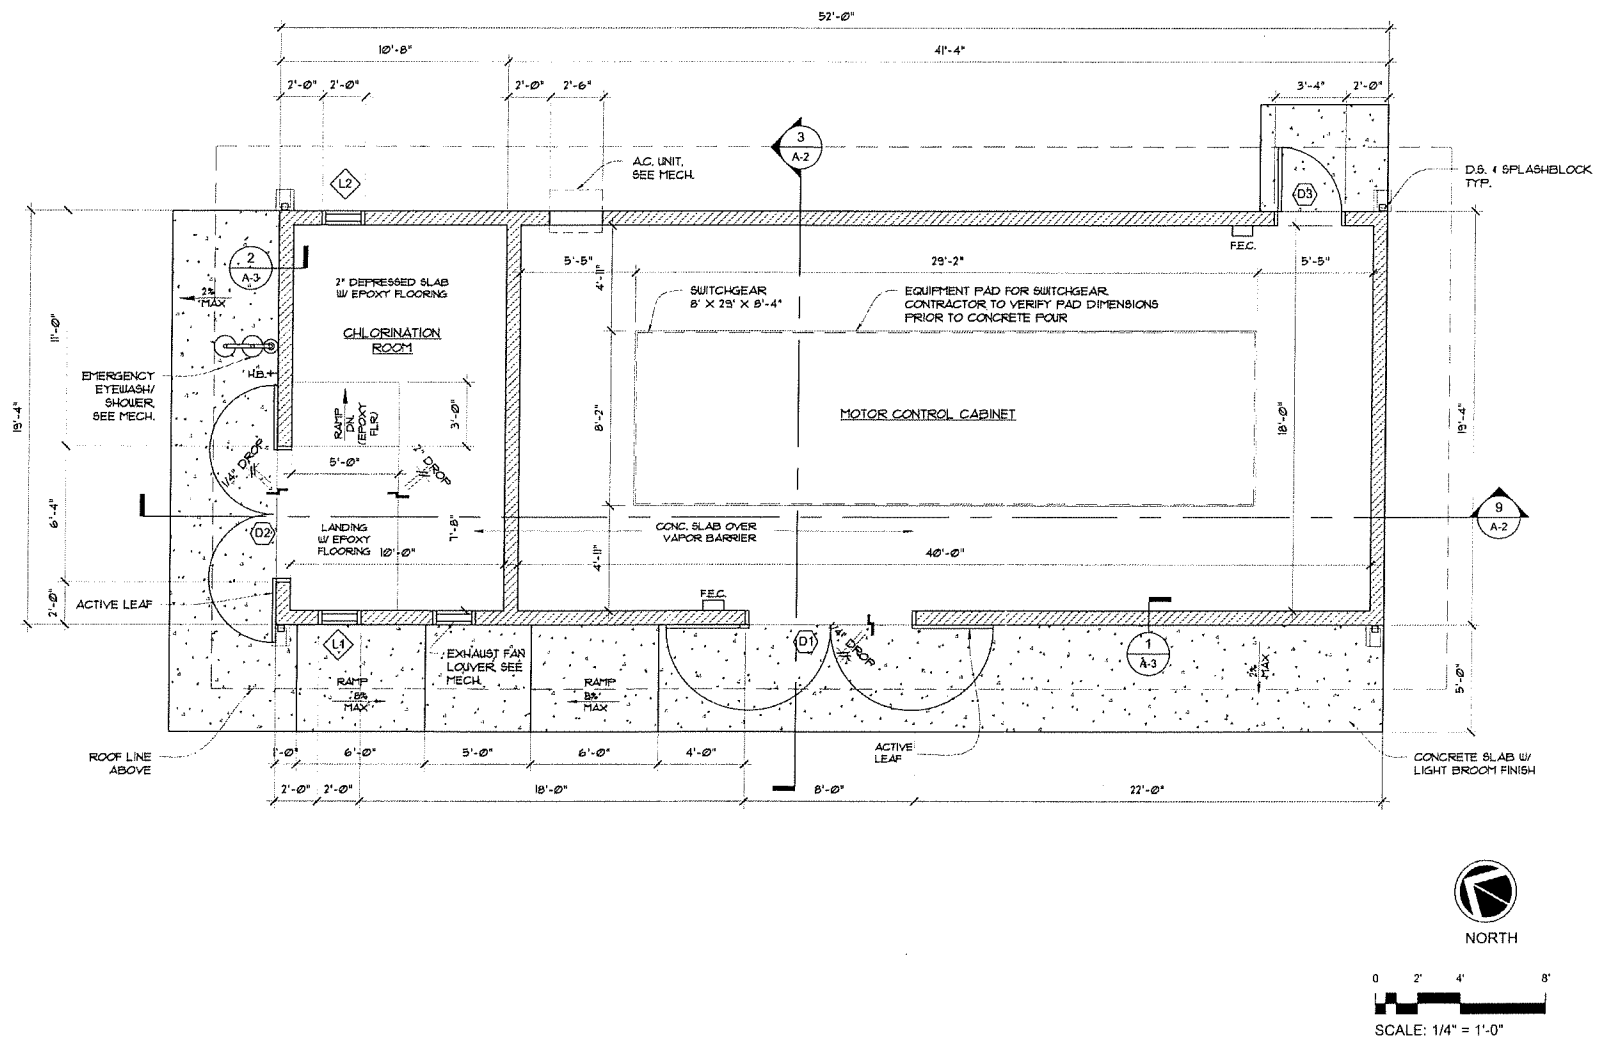 52'-0"
10'-8"
41'-4"
2'-0"
2'-0"
2'-0"
2'-6"
3'-4"
2'-0"
3
A-2
A.C. UNIT,
SEE MECH.
D.S. & SPLASHBLOCK
TYP.
L2
D3
F.E.C.
2
A-3
2%
MAX
2" DEPRESSED SLAB
W/ EPOXY FLOORING
5'-5"
29'-2"
5'-5"
4'-11"
SWITCHGEAR
8' X 29' X 8'-4"
EQUIPMENT PAD FOR SWITCHGEAR.
CONTRACTOR TO VERIFY PAD DIMENSIONS
PRIOR TO CONCRETE POUR
CHLORINATION
ROOM
11'-0"
EMERGENCY
EYEWASH/
SHOWER,
SEE MECH.
H.B.
19'-4"
RAMP
DN.
(EPOXY
FLR)
3'-0"
8'-2"
MOTOR CONTROL CABINET
18'-0"
19'-4"
1/4" DROP
5'-0"
2" DROP
6'-4"
D2
LANDING
W/ EPOXY
FLOORING
10'-0"
7'-8"
CONC. SLAB OVER
VAPOR BARRIER
4'-11"
40'-0"
9
A-2
ACTIVE LEAF
2'-0"
F.E.C.
L1
EXHAUST FAN
LOUVER, SEE
MECH.
D1
1/4" DROP
1
A-3
2%
MAX
5'-0"
RAMP
8%
MAX
RAMP
8%
MAX
ROOF LINE
ABOVE
1'-0"
6'-0"
5'-0"
6'-0"
4'-0"
ACTIVE
LEAF
CONCRETE SLAB W/
LIGHT BROOM FINISH
2'-0"
2'-0"
18'-0"
8'-0"
22'-0"
NORTH
0 2' 4' 8'
SCALE: 1/4" = 1'-0"